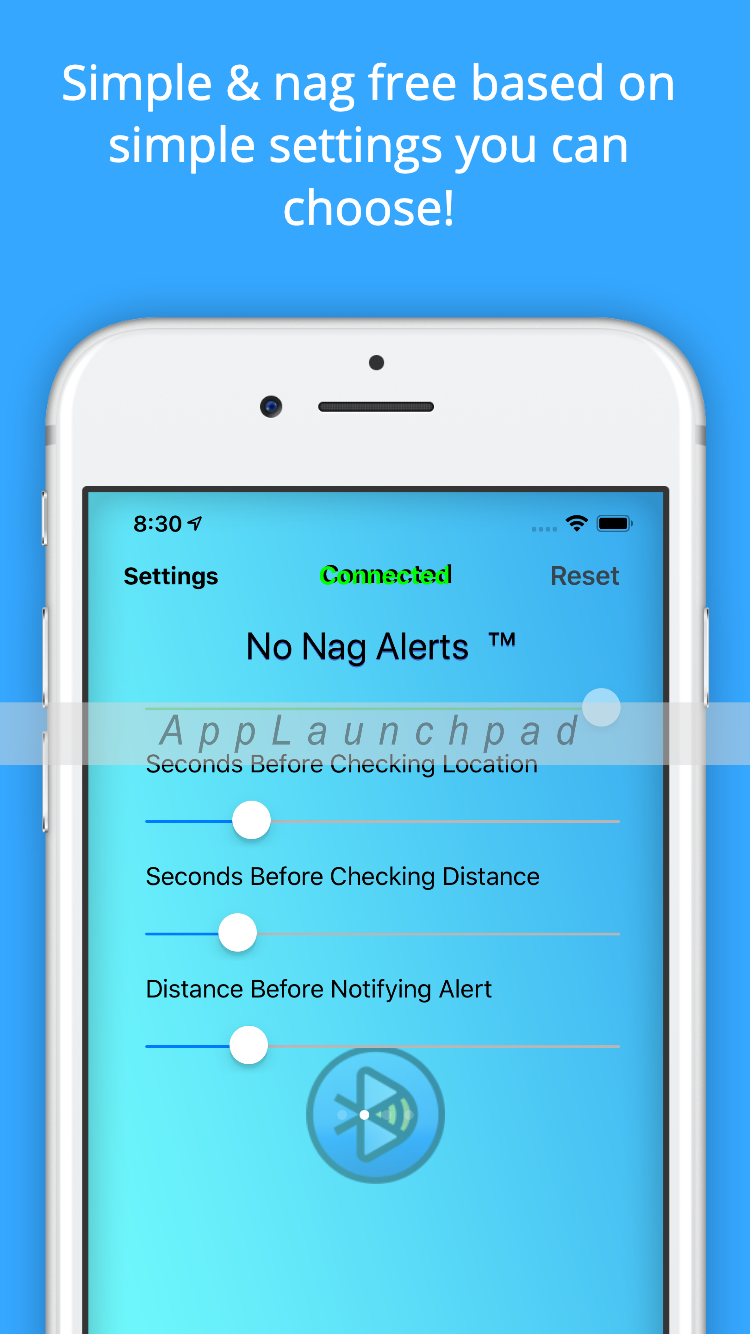 Simple & nag free based on
simple settings you can
choose!
8:30
Settings Connected Reset
No Nag Alerts ™
AppLaunchpad
Seconds Before Checking Location
Seconds Before Checking Distance
Distance Before Notifying Alert